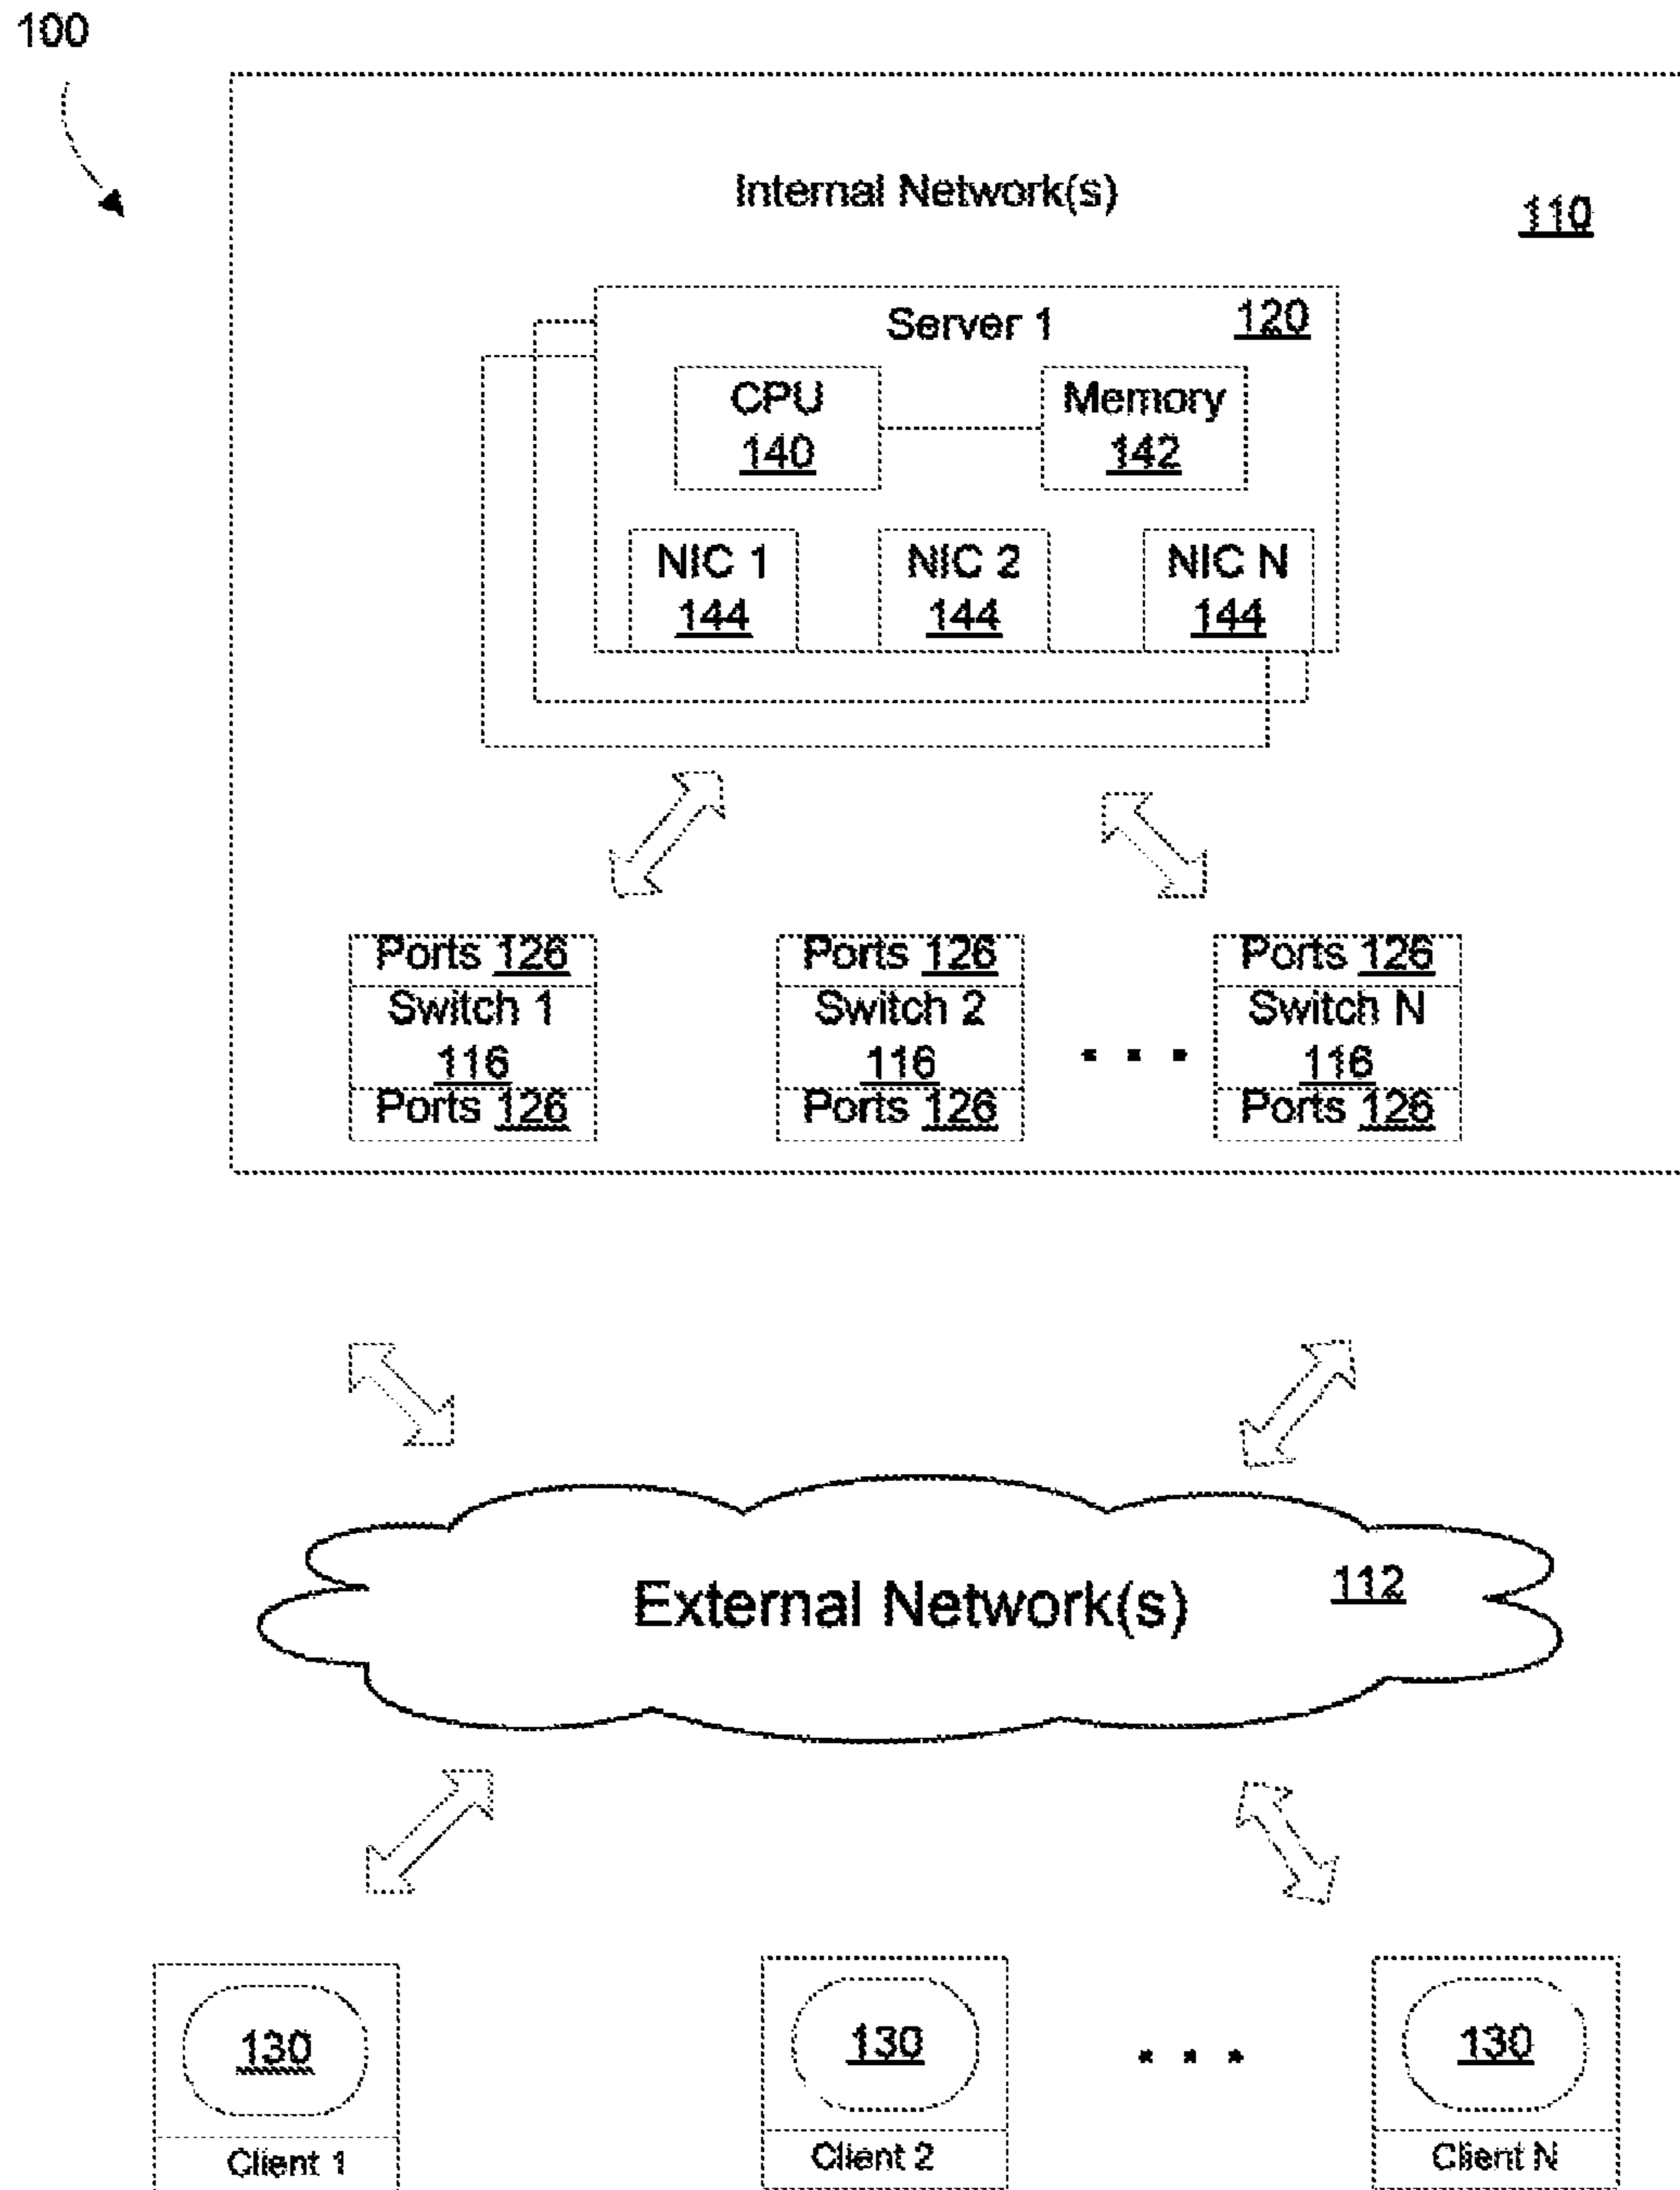 100
Internal Network(s)
110
Server 1 120
CPU Memory
140 142
NIC 1 NIC 2 NIC N
144 144 144
Ports 126 Ports 126 Ports 126
Switch 1 Switch 2 Switch N
116 116 . . . 116
Ports 126 Ports 126 Ports 126
External Network(s) 112
130 130 . . . 130
Client 1 Client 2 Client N